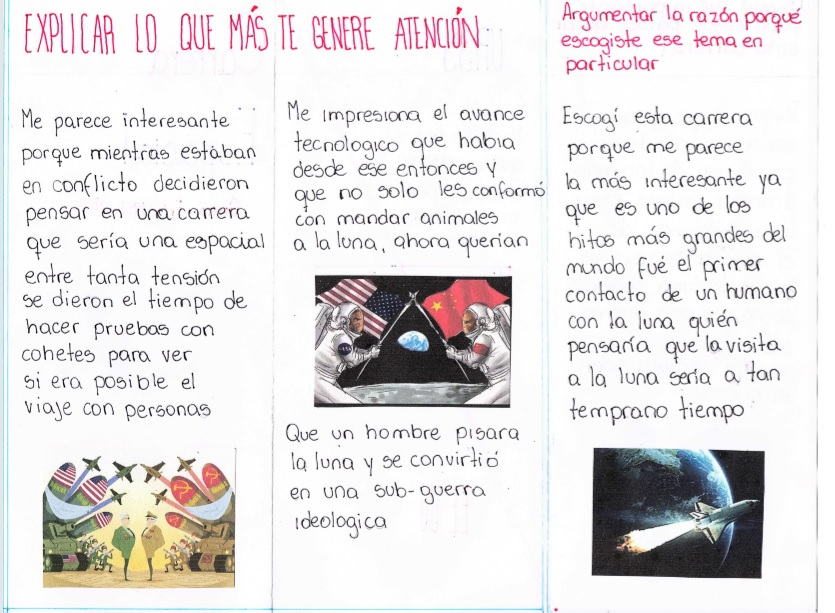 EXPLICAR LO QUE MÁS TE GENERE ATENCIÓN
Me parece interesante
porque mientras estaban
en conflicto decidieron
pensar en una carrera
que sería una espacial
entre tanta tensión
se dieron el tiempo de
hacer pruebas con
cohetes para ver
si era posible el
viaje con personas
Me impresiona el avance
tecnologico que habia
desde ese entonces y
que no solo les conformó
con mandar animales
a la luna, ahora querían
Que un hombre pisara
la luna y se convirtió
en una sub-guerra
ideologica
Argumentar la razón porqué
escogiste ese tema en
particular
Escogí esta carrera
porque me parece
la más interesante ya
que es uno de los
hitos más grandes del
mundo fué el primer
contacto de un humano
con la luna quién
pensaría que la visita
a la luna sería a tan
temprano tiempo